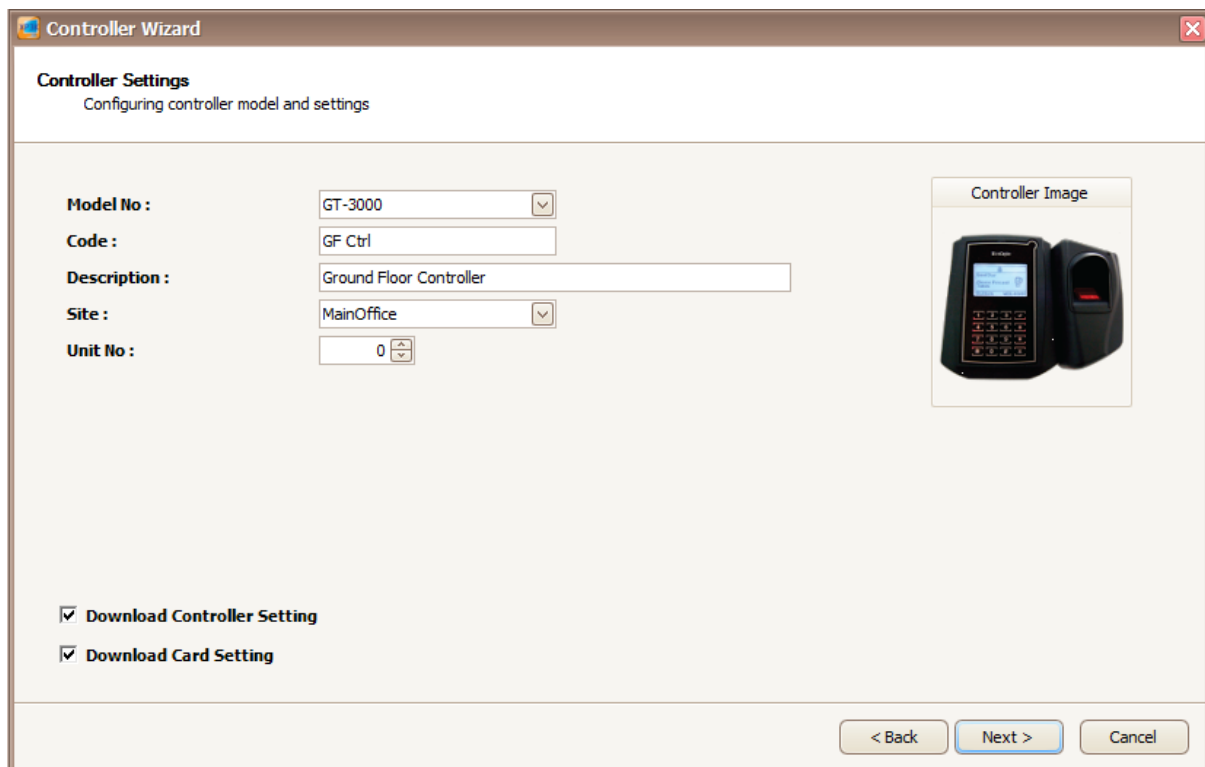 Controller Wizard
Controller Settings
Configuring controller model and settings
Model No : GT-3000
Code : GF Ctrl
Description : Ground Floor Controller
Site : MainOffice
Unit No : 0
Controller Image
Download Controller Setting
Download Card Setting
< Back Next > Cancel